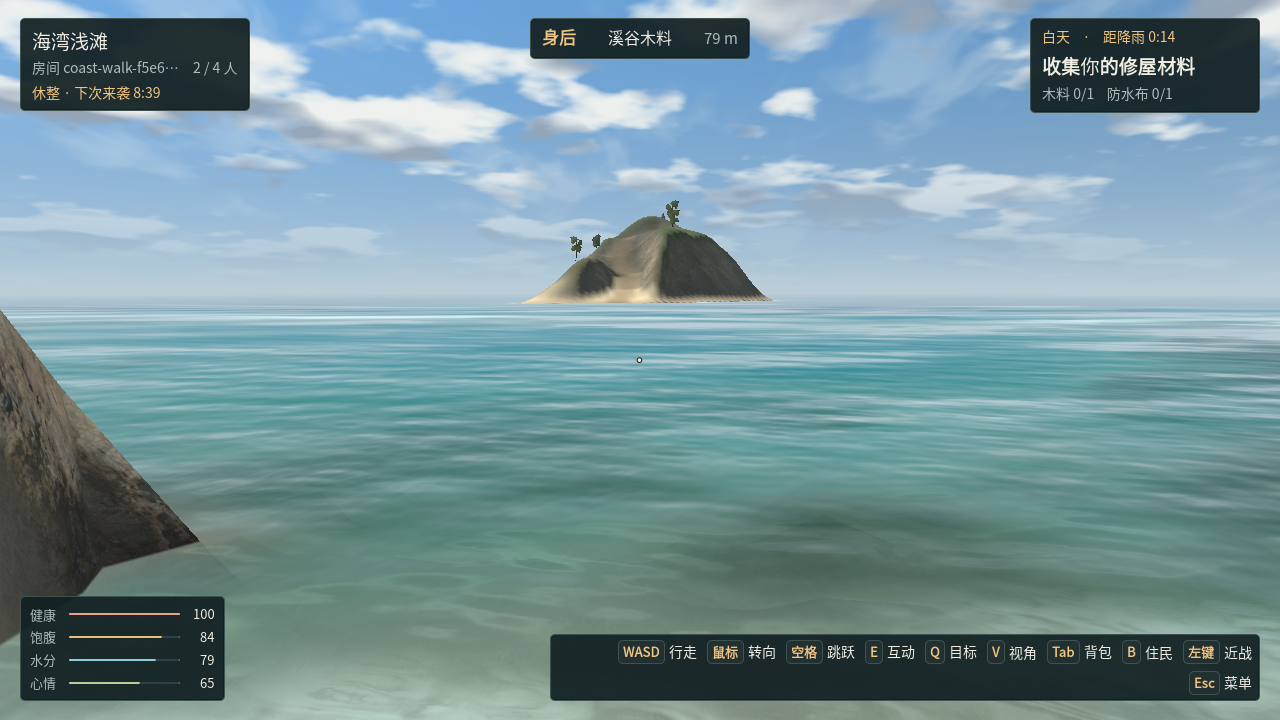 海湾浅滩
房间 coast-walk-f5e6… 2 / 4 人
休整 · 下次来袭 8:39
身后 溪谷木料 79 m
白天 · 距降雨 0:14
收集你的修屋材料
木料 0/1 防水布 0/1
健康 100
饱腹 84
水分 79
心情 65
WASD 行走 鼠标 转向 空格 跳跃 E 互动 Q 目标 V 视角 Tab 背包 B 住民 左键 近战
Esc 菜单